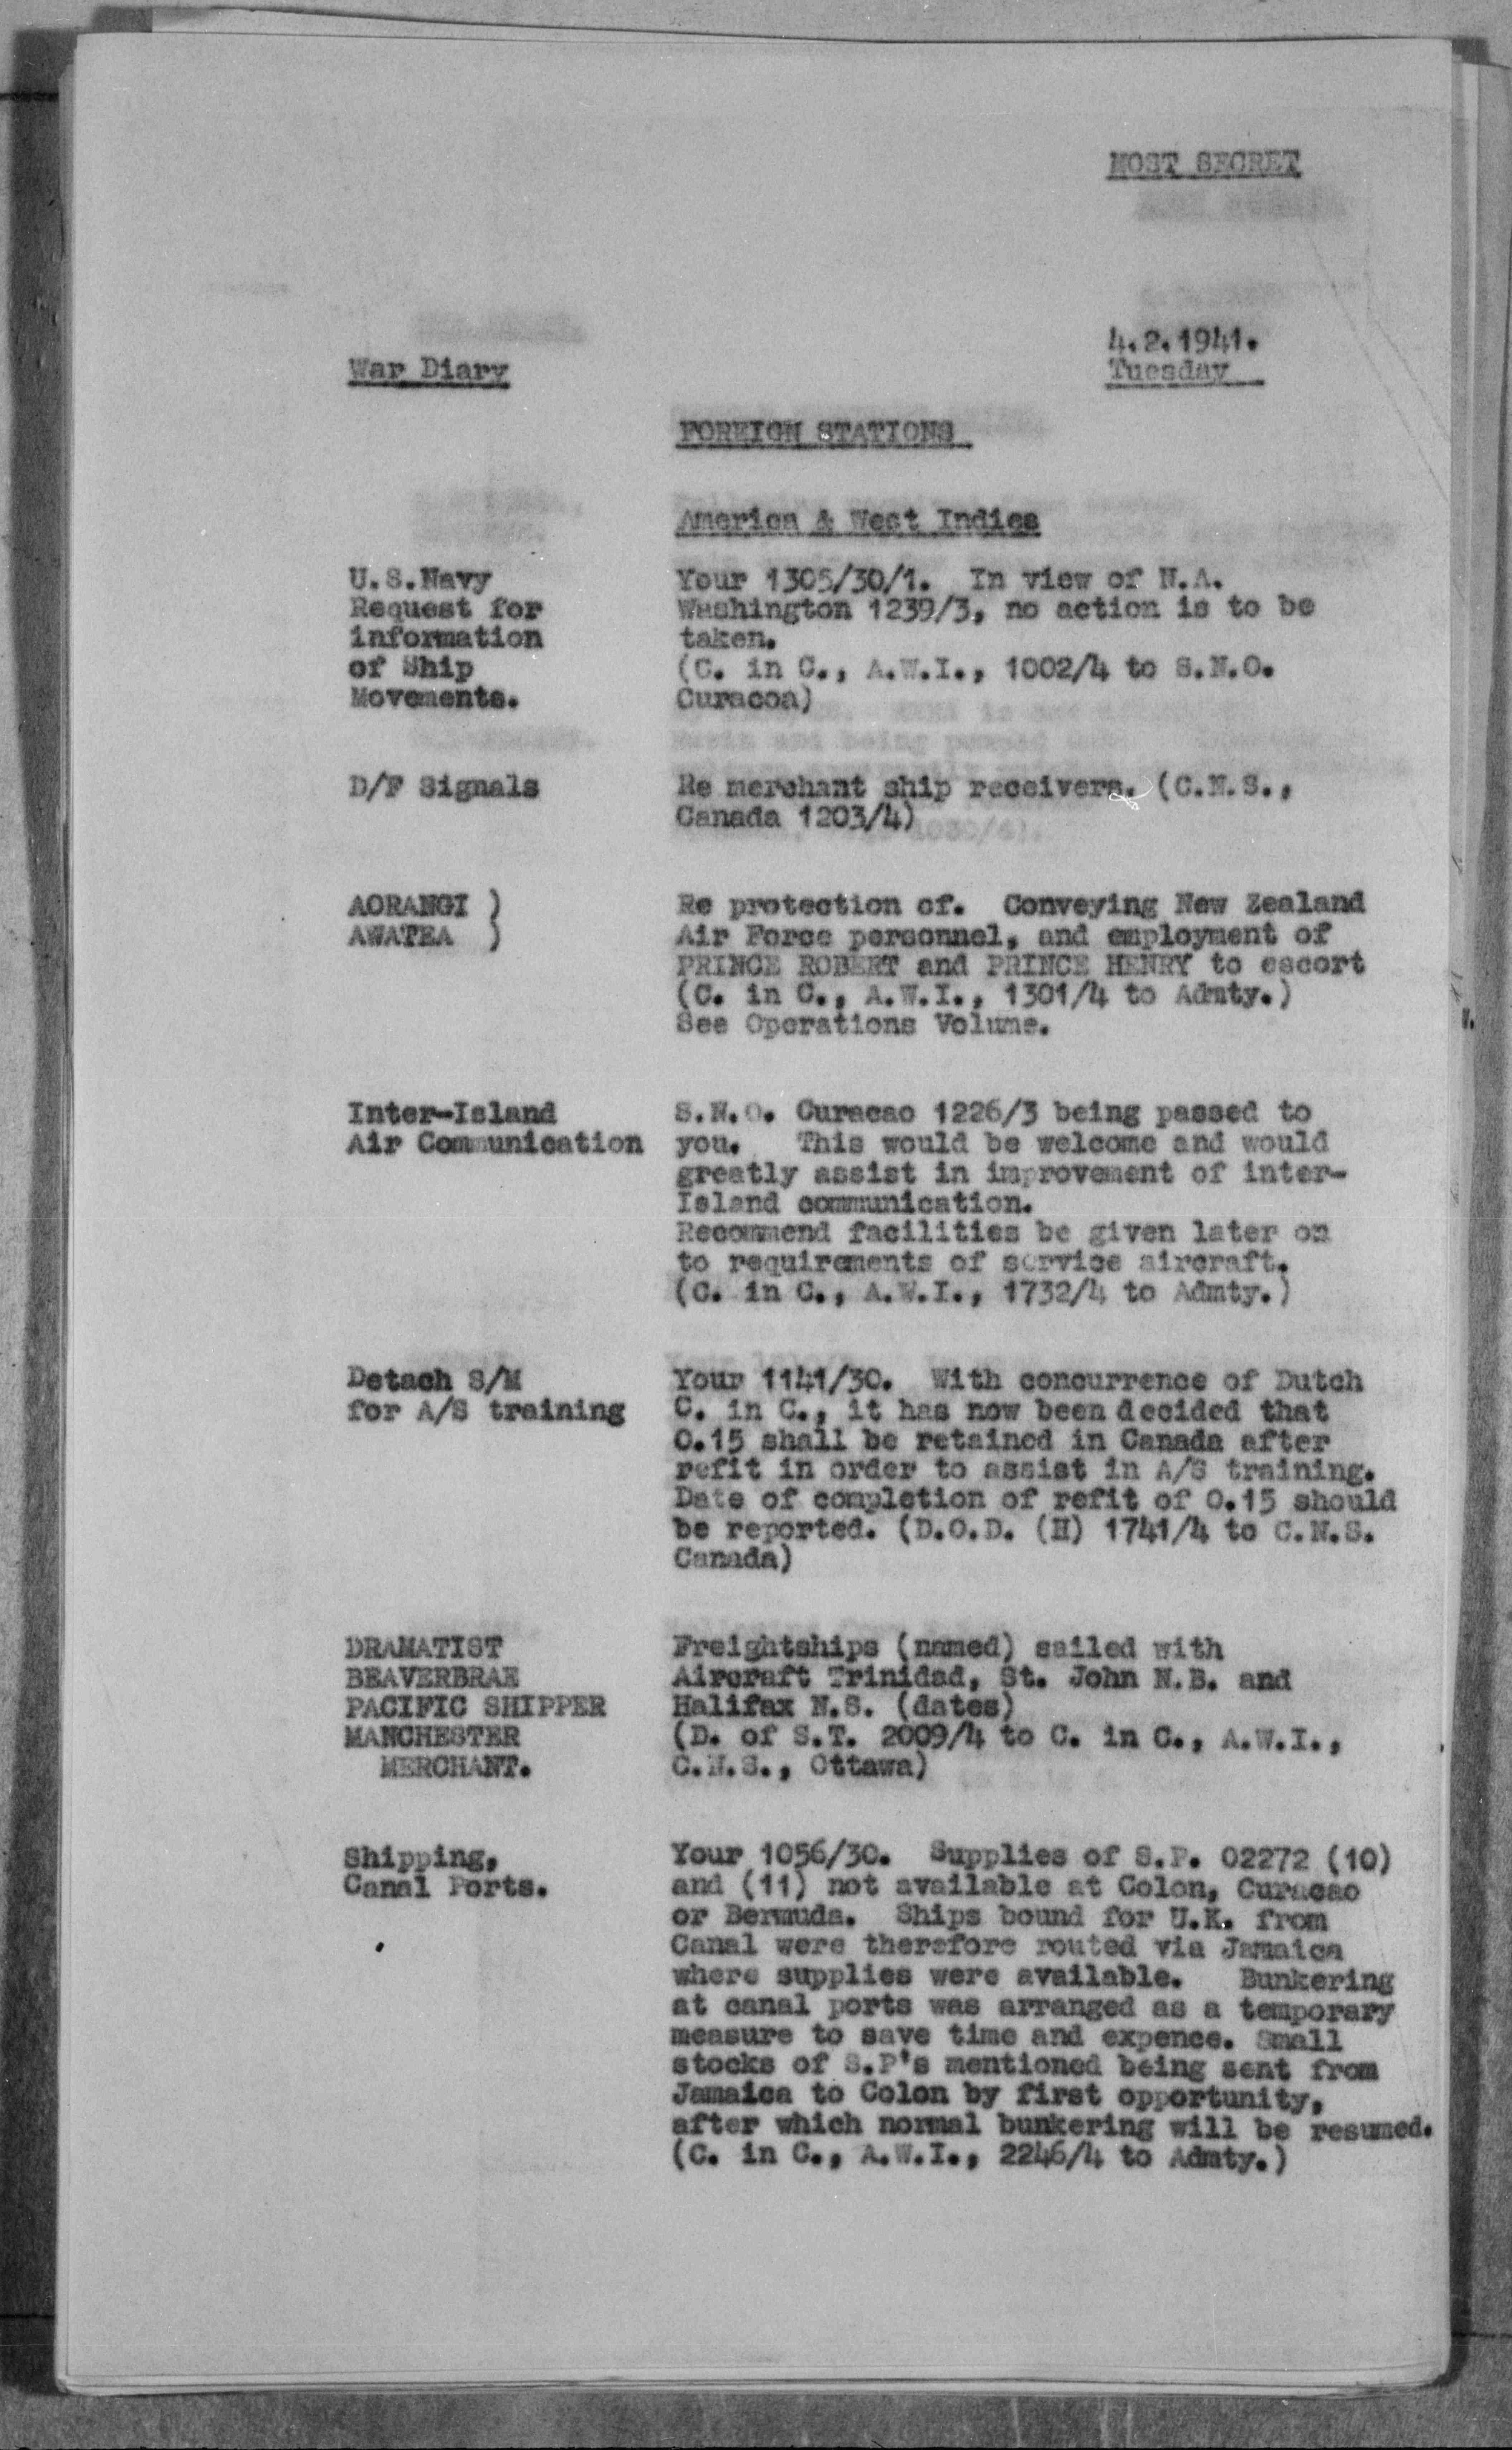 MOST SECRET
4.2.1941.
War Diary
Tuesday
FOREIGN STATIONS
America & West Indies
U.S.Navy
Request for
information
of Ship
Movements.
Your 1305/30/1. In view of N.A.
Washington 1239/3, no action is to be
taken.
(C. in C., A.W.I., 1002/4 to S.N.O.
Curacoa)
D/F Signals
Re merchant ship receivers. (C.N.S.,
Canada 1203/4)
AORANGI )
AWATEA )
Re protection of. Conveying New Zealand
Air Force personnel, and employment of
PRINCE ROBERT and PRINCE HENRY to escort
(C. in C., A.W.I., 1301/4 to Admty.)
See Operations Volume.
Inter-Island
Air Communication
S.N.O. Curacao 1226/3 being passed to
you. This would be welcome and would
greatly assist in improvement of inter-
Island communication.
Recommend facilities be given later on
to requirements of service aircraft.
(C. in C., A.W.I., 1732/4 to Admty.)
Detach S/M
for A/S training
Your 1141/30. With concurrence of Dutch
C. in C., it has now been decided that
O.15 shall be retained in Canada after
refit in order to assist in A/S training.
Date of completion of refit of O.15 should
be reported. (D.O.D. (H) 1741/4 to C.N.S.
Canada)
DRAMATIST
BEAVERBRAE
PACIFIC SHIPPER
MANCHESTER
MERCHANT.
Freightships (named) sailed with
Aircraft Trinidad, St. John N.B. and
Halifax N.S. (dates)
(D. of S.T. 2009/4 to C. in C., A.W.I.,
C.N.S., Ottawa)
Shipping,
Canal Ports.
Your 1056/30. Supplies of S.P. 02272 (10)
and (11) not available at Colon, Curacao
or Bermuda. Ships bound for U.K. from
Canal were therefore routed via Jamaica
where supplies were available. Bunkering
at canal ports was arranged as a temporary
measure to save time and expence. Small
stocks of S.P's mentioned being sent from
Jamaica to Colon by first opportunity,
after which normal bunkering will be resumed.
(C. in C., A.W.I., 2246/4 to Admty.)